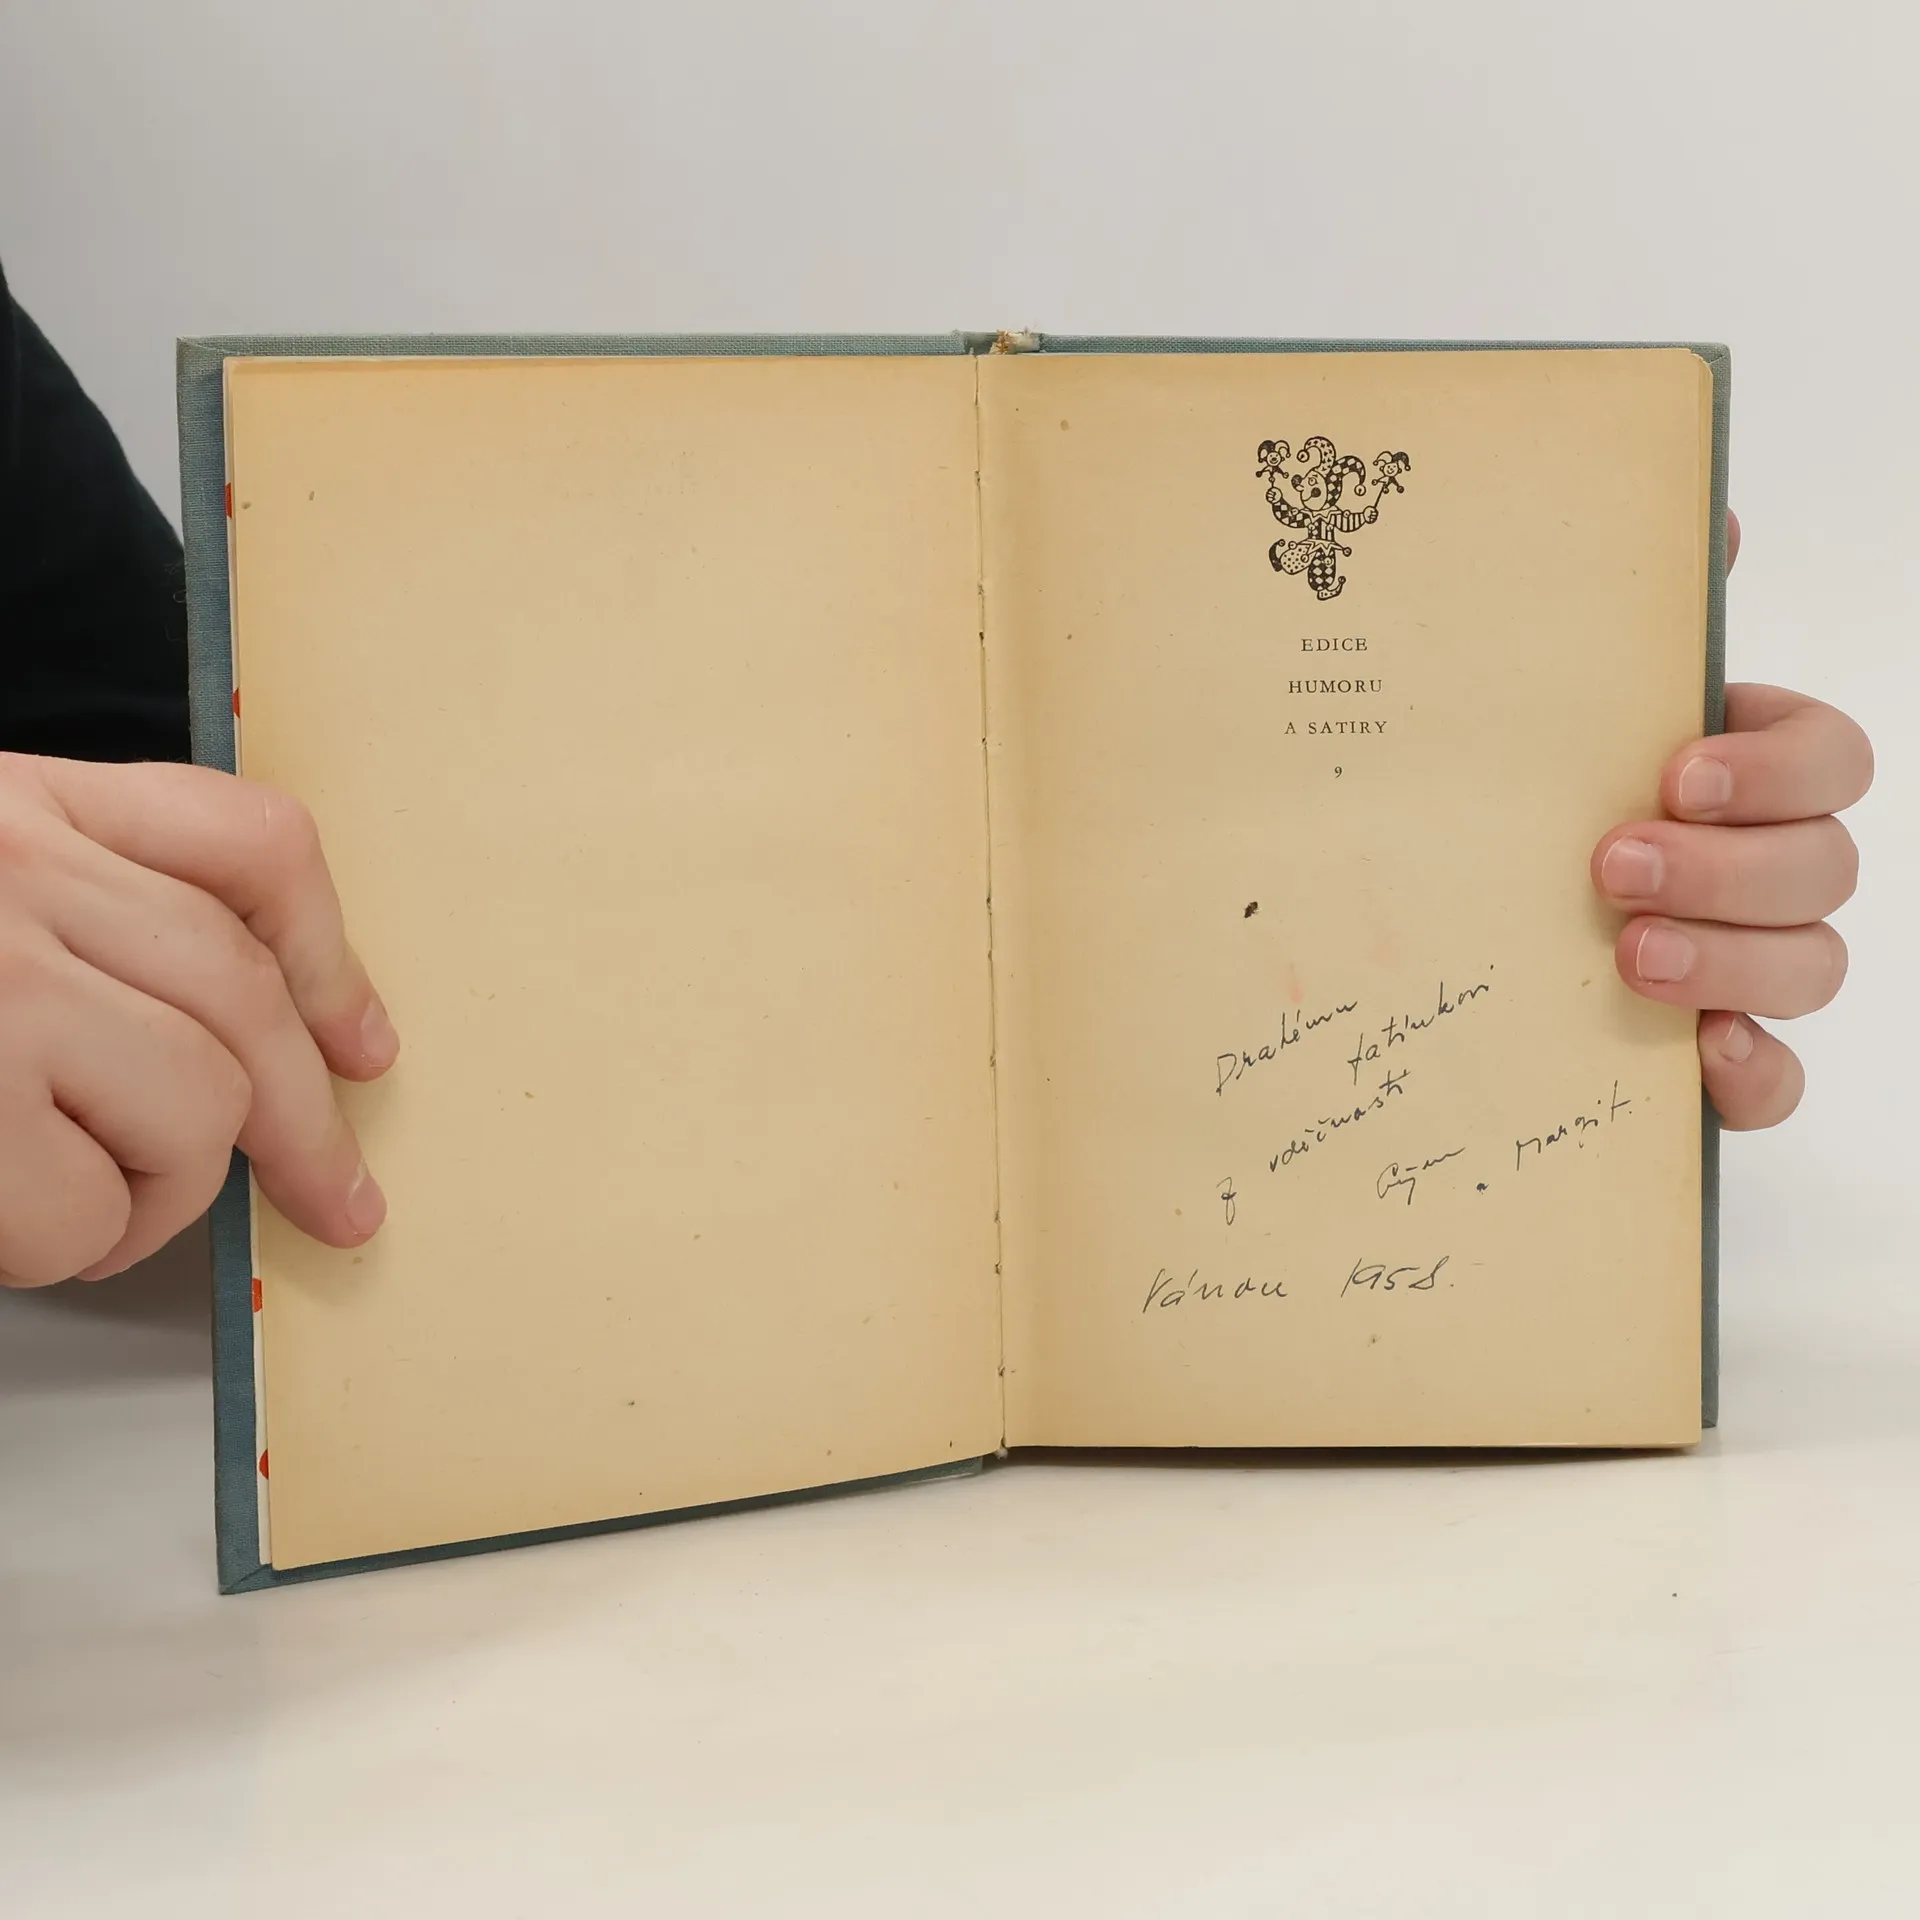 EDICE
HUMORU
A SATIRY
9
Drahému
tatínkovi
z vděčnosti
a Margit.
Vánoce 1958.